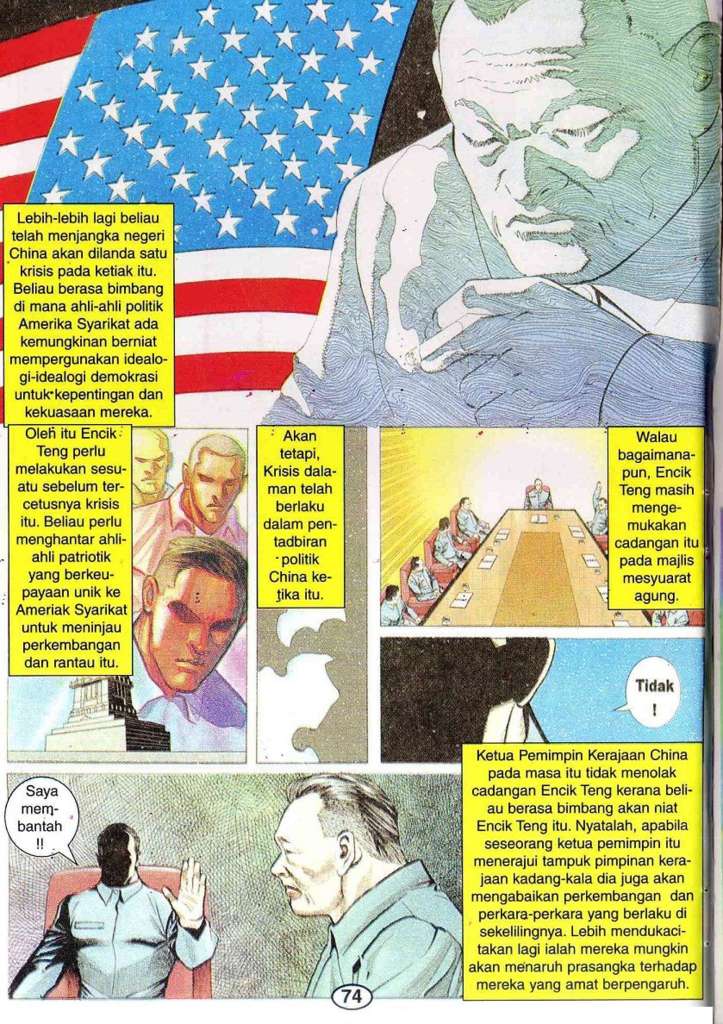 Lebih-lebih lagi beliau
telah menjangka negeri
China akan dilanda satu
krisis pada ketiak itu.
Beliau berasa bimbang
di mana ahli-ahli politik
Amerika Syarikat ada
kemungkinan berniat
mempergunakan idealo-
gi-idealogi demokrasi
untuk kepentingan dan
kekuasaan mereka.
Oleh itu Encik
Teng perlu
melakukan sesu-
atu sebelum ter-
cetusnya krisis
itu. Beliau perlu
menghantar ahli-
ahli patriotik
yang berkeu-
payaan unik ke
Ameriak Syarikat
untuk meninjau
perkembangan
dan rantau itu.
Akan
tetapi,
Krisis dala-
man telah
berlaku
dalam pen-
tadbiran
politik
China ke-
tika itu.
Walau
bagaimana-
pun, Encik
Teng masih
menge-
mukakan
cadangan itu
pada majlis
mesyuarat
agung.
Tidak
!
Saya
mem-
bantah
!!
Ketua Pemimpin Kerajaan China
pada masa itu tidak menolak
cadangan Encik Teng kerana beli-
au berasa bimbang akan niat
Encik Teng itu. Nyatalah, apabila
seseorang ketua pemimpin itu
menerajui tampuk pimpinan kera-
jaan kadang-kala dia juga akan
mengabaikan perkembangan dan
perkara-perkara yang berlaku di
sekelilingnya. Lebih mendukaci-
takan lagi ialah mereka mungkin
akan menaruh prasangka terhadap
mereka yang amat berpengaruh.
74